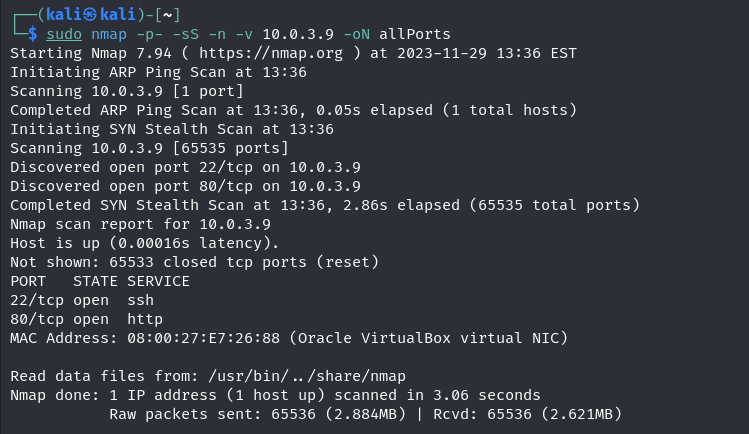 ┌──(kali㉿kali)-[~]
└─$ sudo nmap -p- -sS -n -v 10.0.3.9 -oN allPorts
Starting Nmap 7.94 ( https://nmap.org ) at 2023-11-29 13:36 EST
Initiating ARP Ping Scan at 13:36
Scanning 10.0.3.9 [1 port]
Completed ARP Ping Scan at 13:36, 0.05s elapsed (1 total hosts)
Initiating SYN Stealth Scan at 13:36
Scanning 10.0.3.9 [65535 ports]
Discovered open port 22/tcp on 10.0.3.9
Discovered open port 80/tcp on 10.0.3.9
Completed SYN Stealth Scan at 13:36, 2.86s elapsed (65535 total ports)
Nmap scan report for 10.0.3.9
Host is up (0.00016s latency).
Not shown: 65533 closed tcp ports (reset)
PORT   STATE SERVICE
22/tcp open  ssh
80/tcp open  http
MAC Address: 08:00:27:E7:26:88 (Oracle VirtualBox virtual NIC)

Read data files from: /usr/bin/../share/nmap
Nmap done: 1 IP address (1 host up) scanned in 3.06 seconds
           Raw packets sent: 65536 (2.884MB) | Rcvd: 65536 (2.621MB)